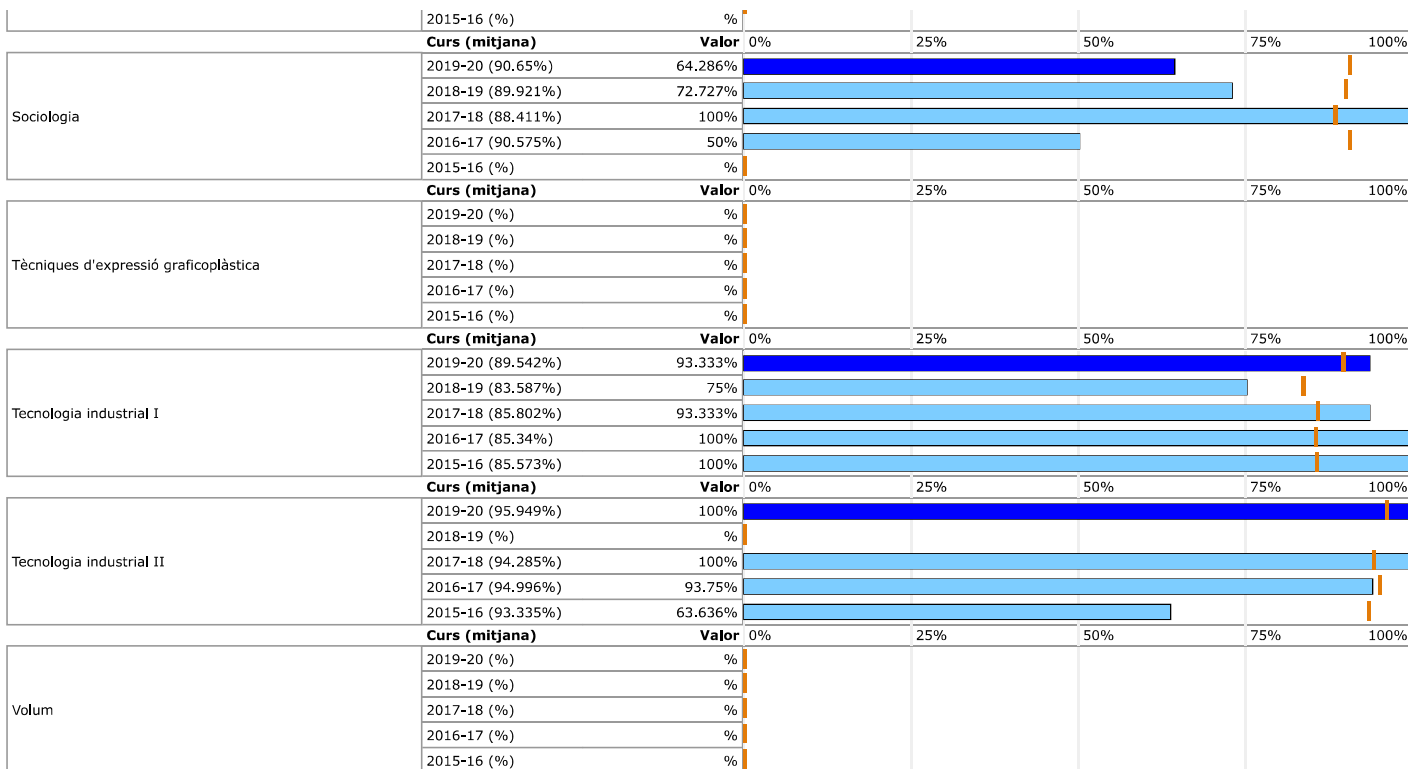 2015-16 (%) %
Curs (mitjana) Valor 0% 25% 50% 75% 100%
2019-20 (90.65%) 64.286%
2018-19 (89.921%) 72.727%
Sociologia 2017-18 (88.411%) 100%
2016-17 (90.575%) 50%
2015-16 (%) %
Curs (mitjana) Valor 0% 25% 50% 75% 100%
2019-20 (%) %
2018-19 (%) %
Tècniques d'expressió graficoplàstica 2017-18 (%) %
2016-17 (%) %
2015-16 (%) %
Curs (mitjana) Valor 0% 25% 50% 75% 100%
2019-20 (89.542%) 93.333%
2018-19 (83.587%) 75%
Tecnologia industrial I 2017-18 (85.802%) 93.333%
2016-17 (85.34%) 100%
2015-16 (85.573%) 100%
Curs (mitjana) Valor 0% 25% 50% 75% 100%
2019-20 (95.949%) 100%
2018-19 (%) %
Tecnologia industrial II 2017-18 (94.285%) 100%
2016-17 (94.996%) 93.75%
2015-16 (93.335%) 63.636%
Curs (mitjana) Valor 0% 25% 50% 75% 100%
2019-20 (%) %
2018-19 (%) %
Volum 2017-18 (%) %
2016-17 (%) %
2015-16 (%) %